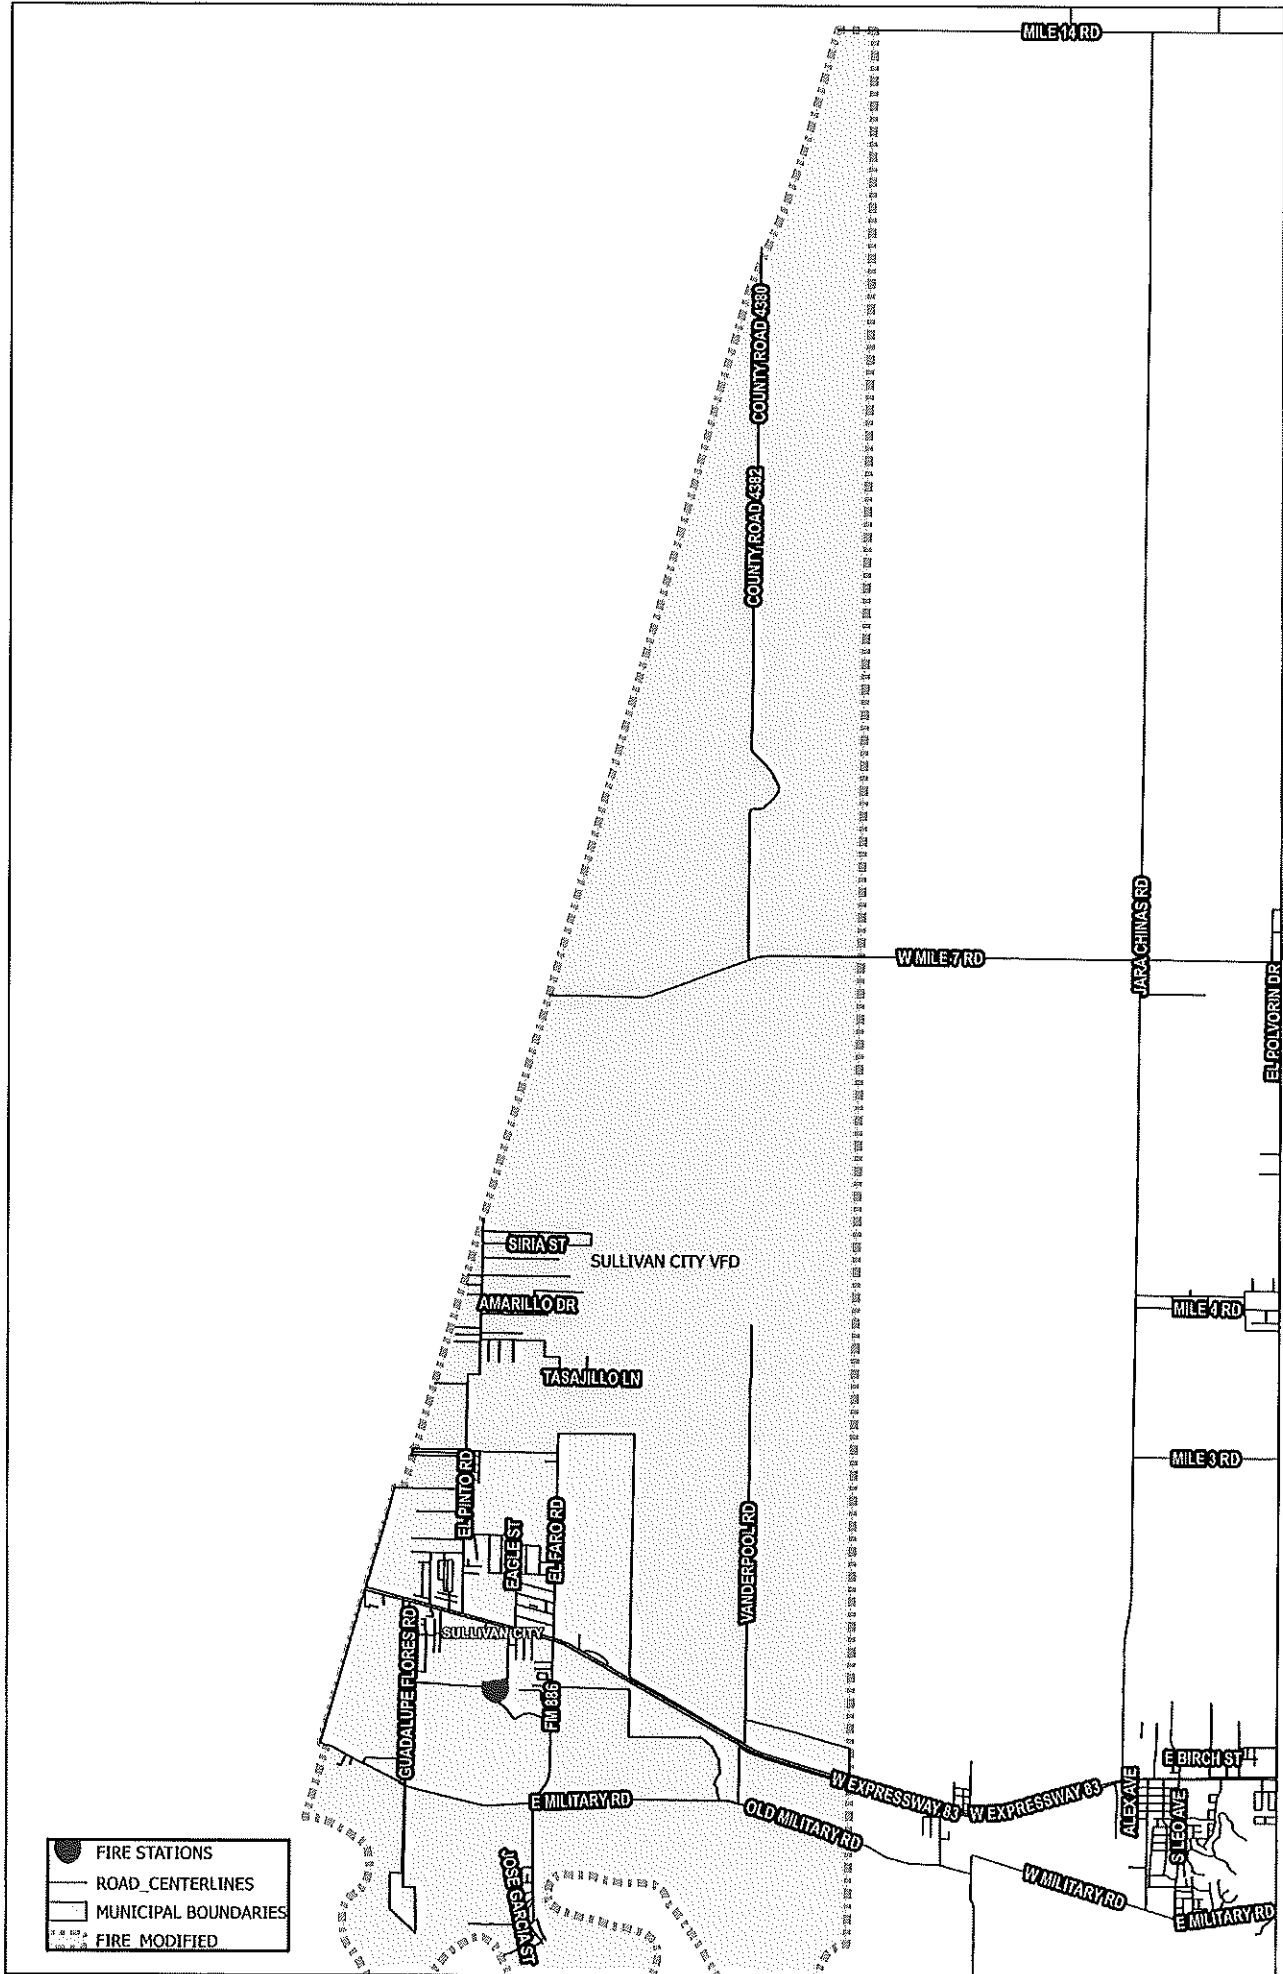 MILE 14 RD
COUNTY ROAD 4380
COUNTY ROAD 4382
JARA CHINAS RD
W MILE 7 RD
EL POLVORIN DR
SIRIA ST
SULLIVAN CITY VFD
AMARILLO DR
MILE 4 RD
TASAJILLO LN
MILE 3 RD
EL PINTO RD
EAGLE ST
EL FARO RD
VANDERPOOL RD
GUADALUPE FLORES RD
SULLIVAN CITY
FM 886
E BIRCH ST
W EXPRESSWAY 83
W EXPRESSWAY 83
ALEX AVE
S LEO AVE
E MILITARY RD
OLD MILITARY RD
JOSE GARCIA ST
W MILITARY RD
E MILITARY RD
FIRE STATIONS
ROAD_CENTERLINES
MUNICIPAL BOUNDARIES
FIRE_MODIFIED